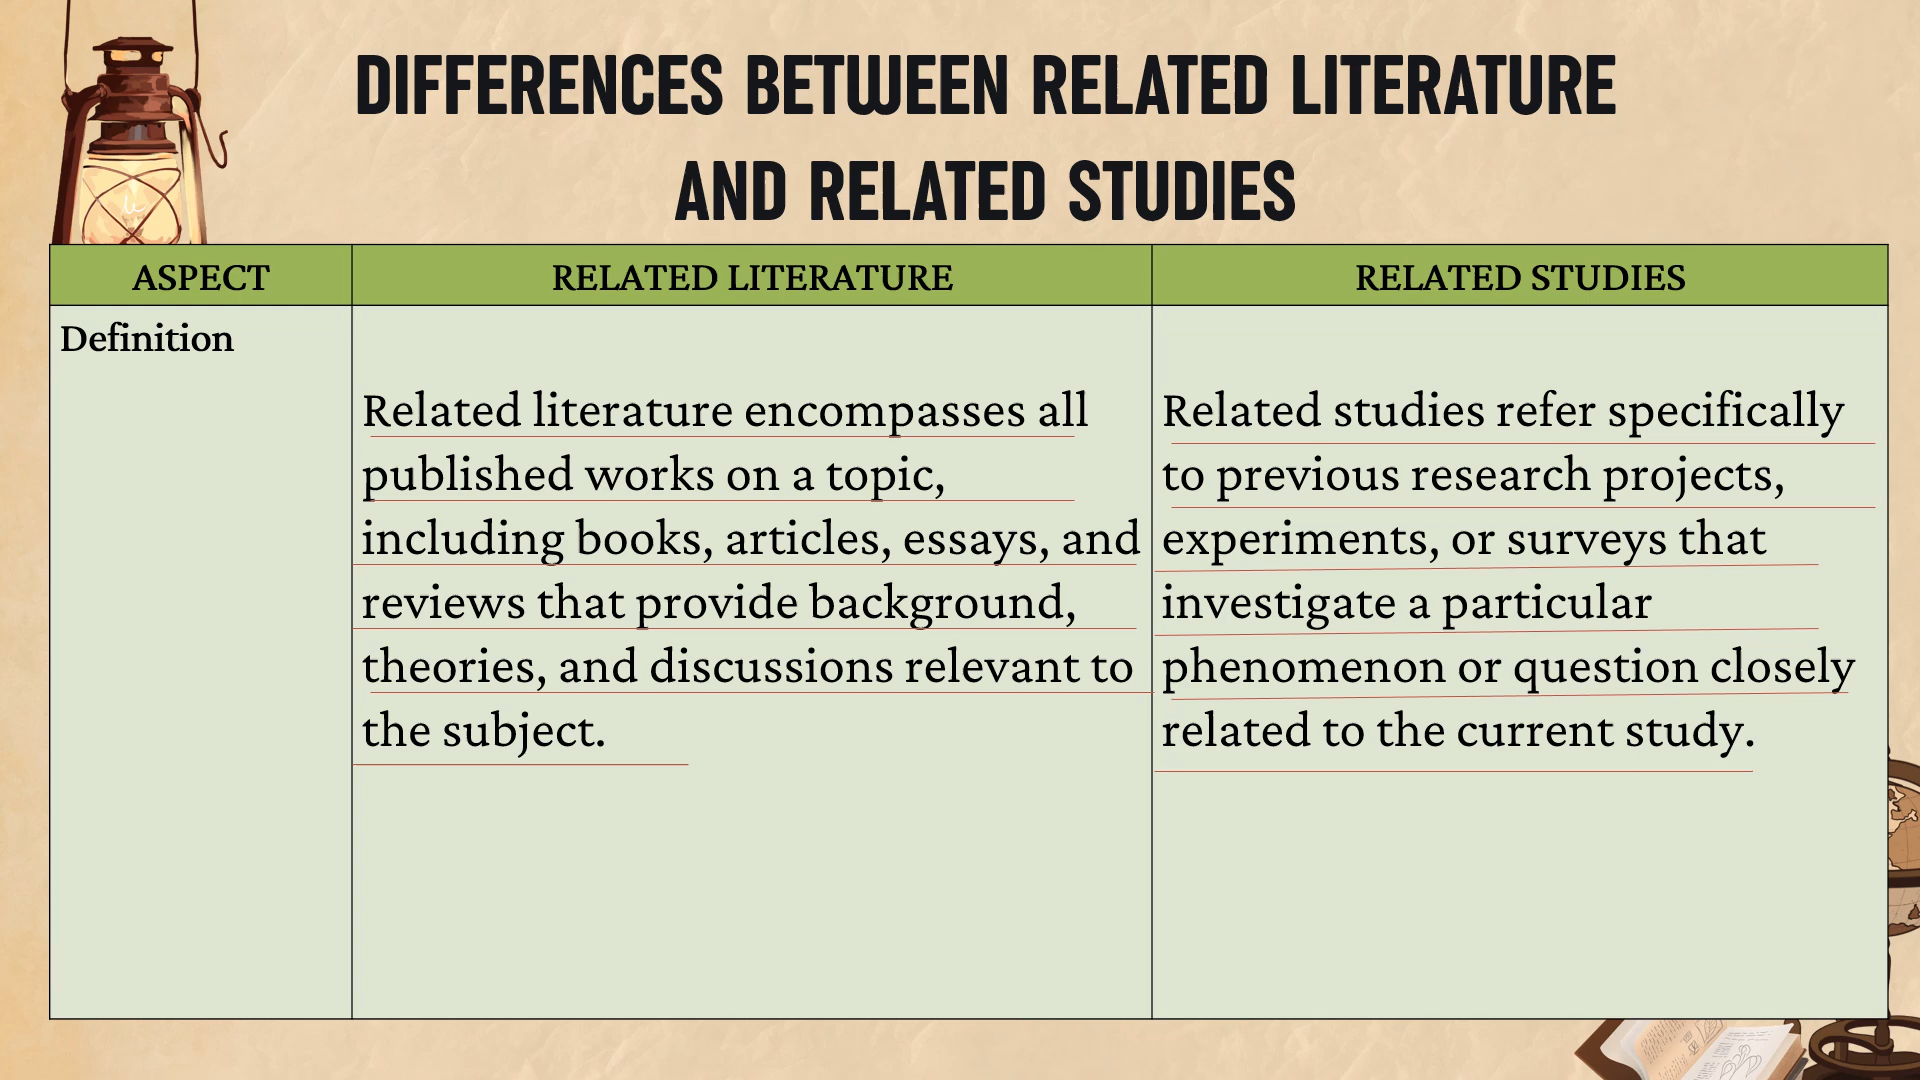 DIFFERENCES BETWEEN RELATED LITERATURE
AND RELATED STUDIES
ASPECT
RELATED LITERATURE
RELATED STUDIES
Definition
Related literature encompasses all
published works on a topic,
including books, articles, essays, and
reviews that provide background,
theories, and discussions relevant to
the subject.
Related studies refer specifically
to previous research projects,
experiments, or surveys that
investigate a particular
phenomenon or question closely
related to the current study.